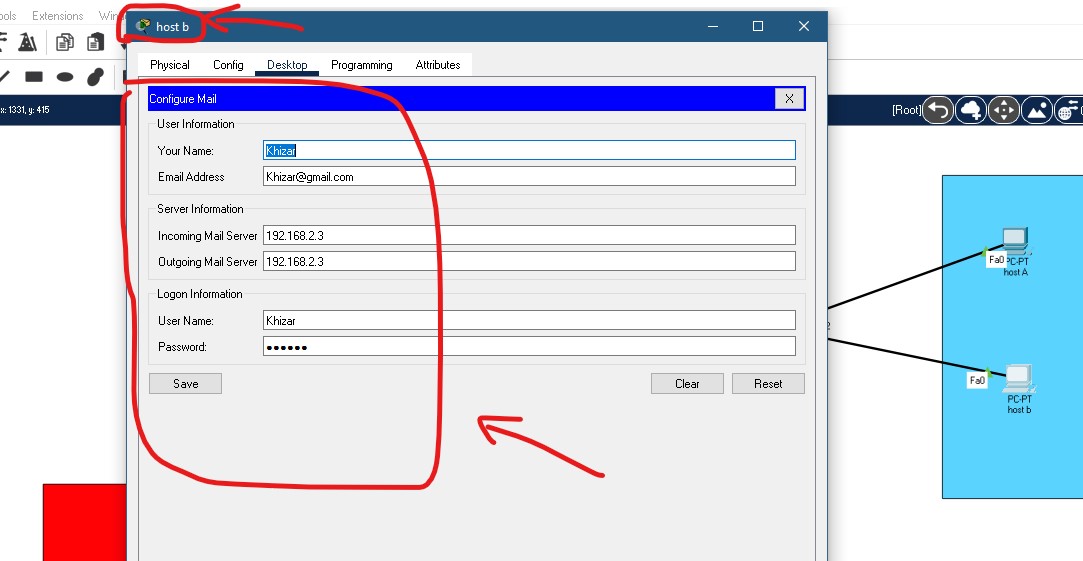 ools Extensions Wind
host b
Physical Config Desktop Programming Attributes
x: 1331, y: 415
[Root]
Configure Mail
X
User Information
Your Name: Khizar
Email Address Khizar@gmail.com
Server Information
Incoming Mail Server 192.168.2.3
Outgoing Mail Server 192.168.2.3
Logon Information
User Name: Khizar
Password: ●●●●●●
Save Clear Reset
Fa0
PC-PT
host A
Fa0
PC-PT
host b